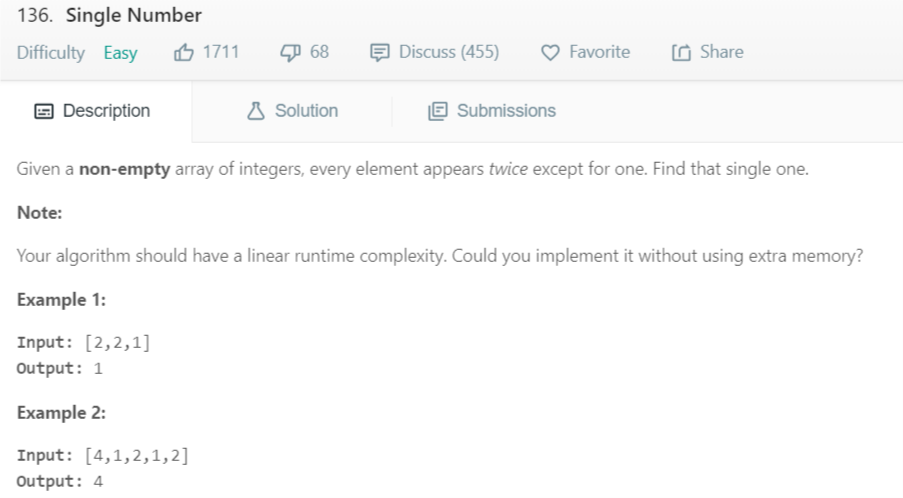 136. Single Number
Difficulty Easy 1711 68 Discuss (455) Favorite Share
Description Solution Submissions
Given a non-empty array of integers, every element appears twice except for one. Find that single one.
Note:
Your algorithm should have a linear runtime complexity. Could you implement it without using extra memory?
Example 1:
Input: [2,2,1]
Output: 1
Example 2:
Input: [4,1,2,1,2]
Output: 4